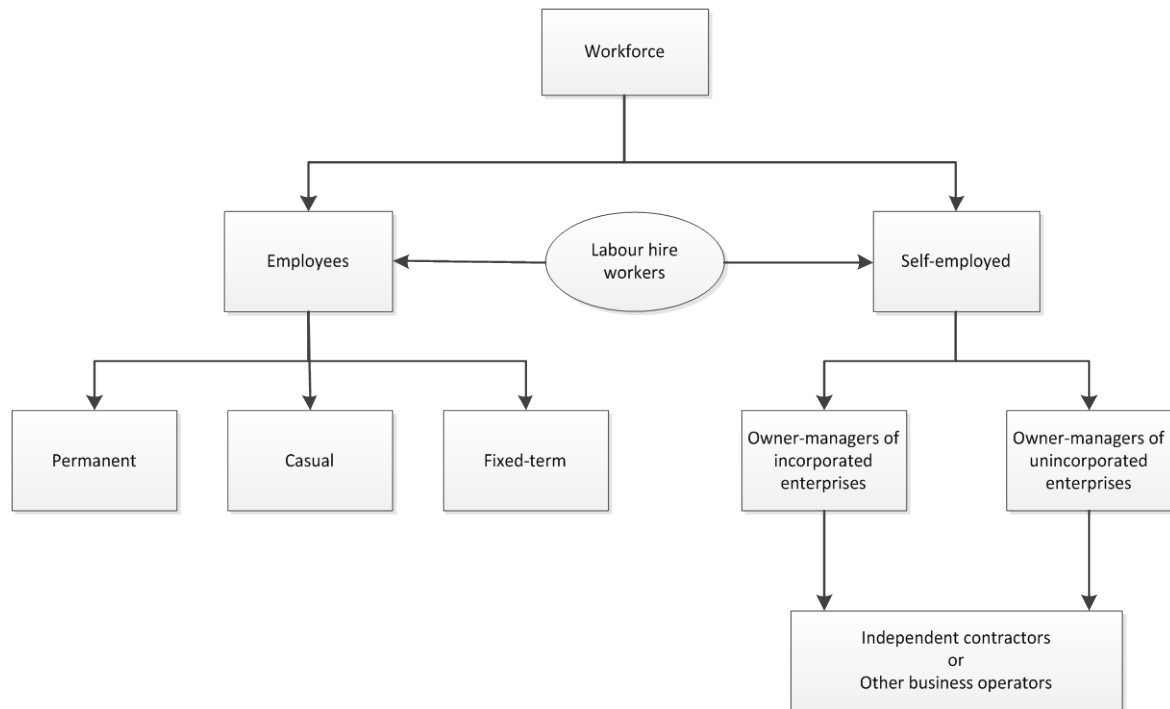 Workforce
Employees
Labour hire
workers
Self-employed
Permanent
Casual
Fixed-term
Owner-managers of
incorporated
enterprises
Owner-managers of
unincorporated
enterprises
Independent contractors
or
Other business operators